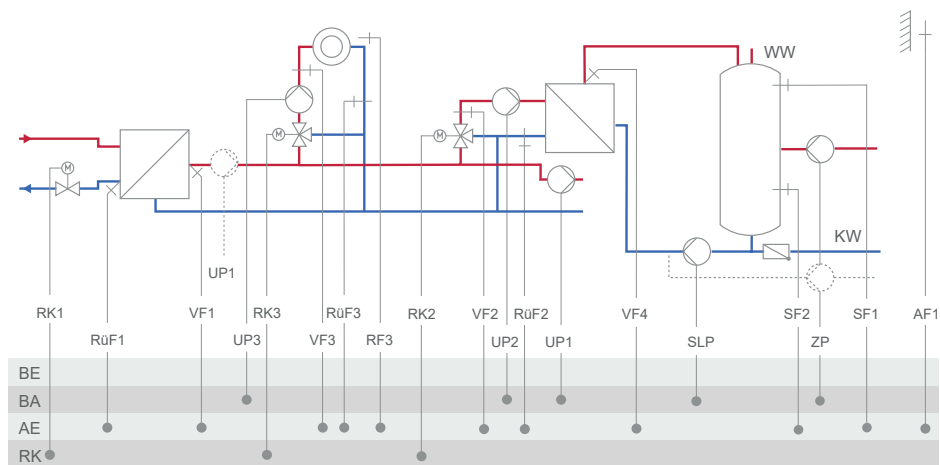 WW
M
M
M
KW
UP1
RK1
VF1
RK3
RüF3
RK2
VF2
RüF2
VF4
SF2
SF1
AF1
RüF1
UP3
VF3
RF3
UP2
UP1
SLP
ZP
BE
BA
AE
RK